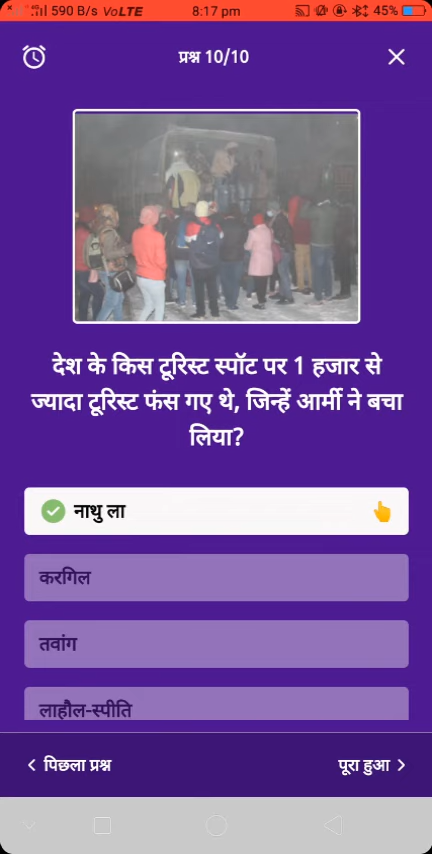 590 B/s VoLTE 8:17 pm 45%
प्रश्न 10/10
देश के किस टूरिस्ट स्पॉट पर 1 हजार से
ज्यादा टूरिस्ट फंस गए थे, जिन्हें आर्मी ने बचा
लिया?
नाथु ला
करगिल
तवांग
लाहौल-स्पीति
पिछला प्रश्न पूरा हुआ